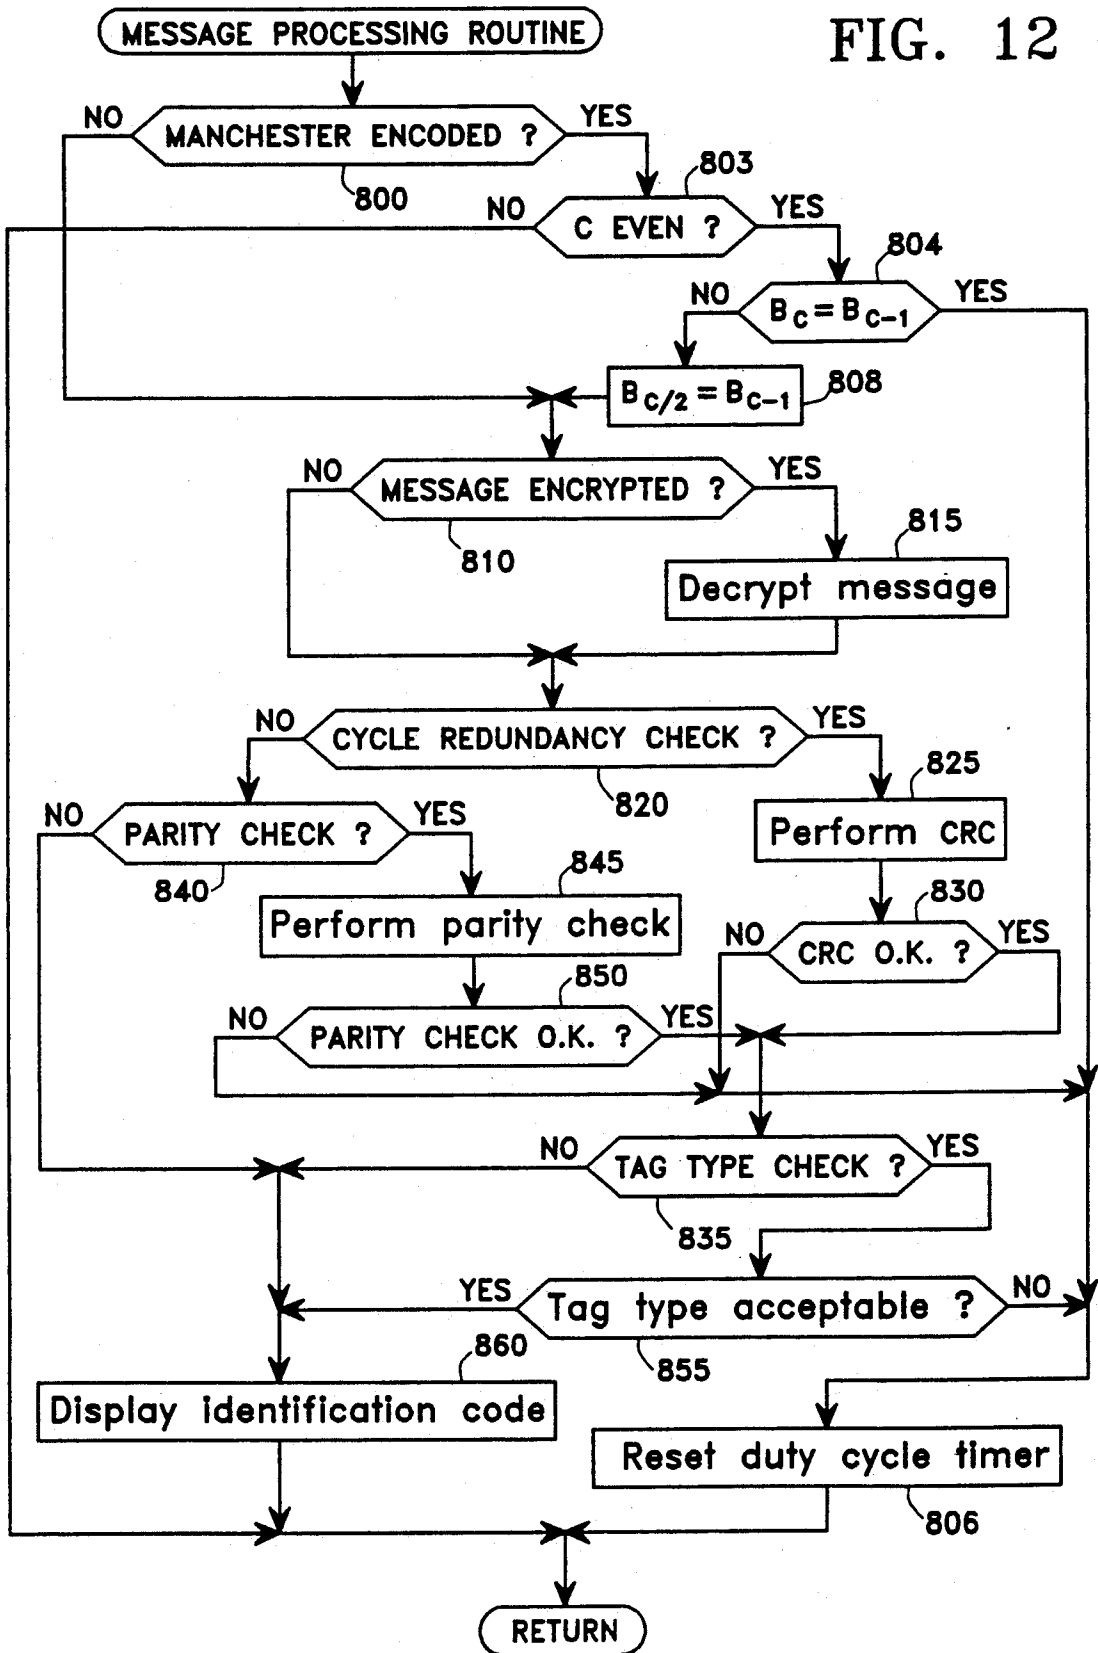 MESSAGE PROCESSING ROUTINE
FIG. 12
NO
MANCHESTER ENCODED ?
YES
800
803
NO
C EVEN ?
YES
804
NO
B_C = B_{C-1}
YES
B_{C/2} = B_{C-1}
808
NO
MESSAGE ENCRYPTED ?
YES
810
815
Decrypt message
NO
CYCLE REDUNDANCY CHECK ?
YES
820
825
NO
PARITY CHECK ?
YES
Perform CRC
840
845
830
Perform parity check
NO
CRC O.K. ?
YES
850
NO
PARITY CHECK O.K. ?
YES
NO
TAG TYPE CHECK ?
YES
835
YES
Tag type acceptable ?
NO
855
860
Display identification code
Reset duty cycle timer
806
RETURN